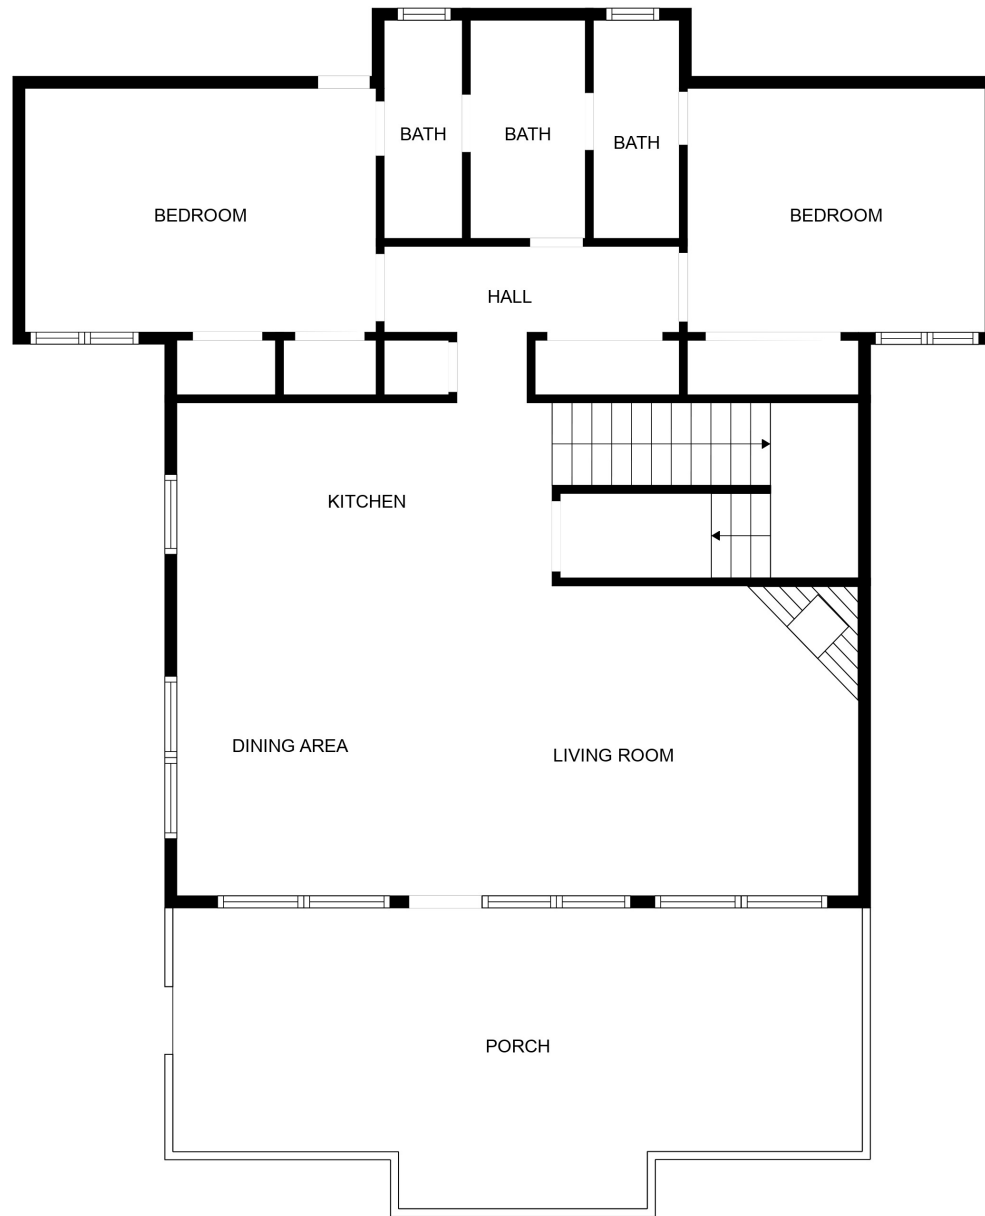 BATH
BATH
BATH
BEDROOM
BEDROOM
HALL
KITCHEN
DINING AREA
LIVING ROOM
PORCH